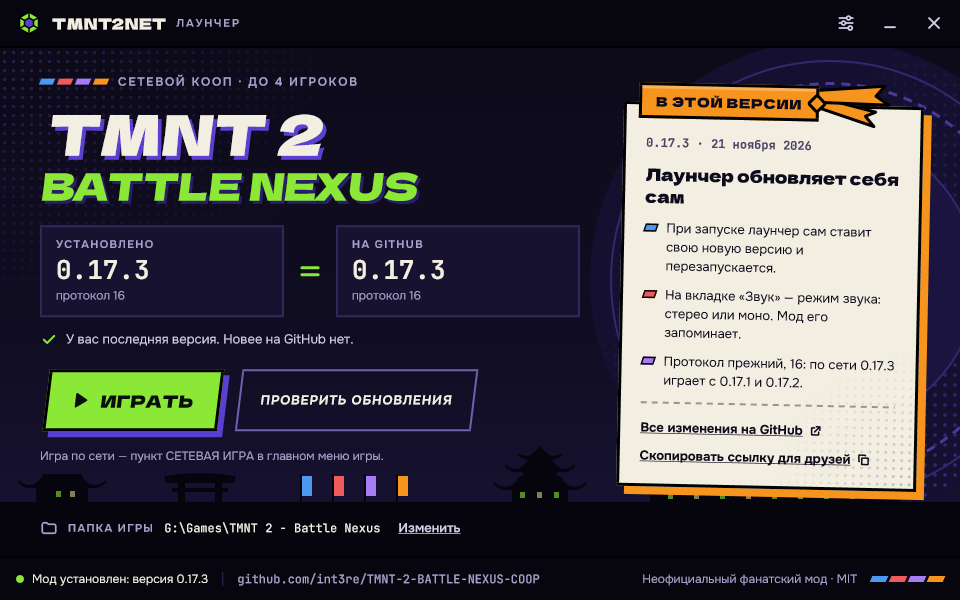 TMNT2NET ЛАУНЧЕР
СЕТЕВОЙ КООП · ДО 4 ИГРОКОВ
TMNT 2
BATTLE NEXUS
УСТАНОВЛЕНО
0.17.3
протокол 16
=
НА GITHUB
0.17.3
протокол 16
У вас последняя версия. Новее на GitHub нет.
ИГРАТЬ
ПРОВЕРИТЬ ОБНОВЛЕНИЯ
Игра по сети — пункт СЕТЕВАЯ ИГРА в главном меню игры.
В ЭТОЙ ВЕРСИИ
0.17.3 · 21 ноября 2026
Лаунчер обновляет себя
сам
При запуске лаунчер сам ставит
свою новую версию и
перезапускается.
На вкладке «Звук» — режим звука:
стерео или моно. Мод его
запоминает.
Протокол прежний, 16: по сети 0.17.3
играет с 0.17.1 и 0.17.2.
Все изменения на GitHub
Скопировать ссылку для друзей
ПАПКА ИГРЫ G:\Games\TMNT 2 - Battle Nexus Изменить
Мод установлен: версия 0.17.3
github.com/int3re/TMNT-2-BATTLE-NEXUS-COOP
Неофициальный фанатский мод · MIT